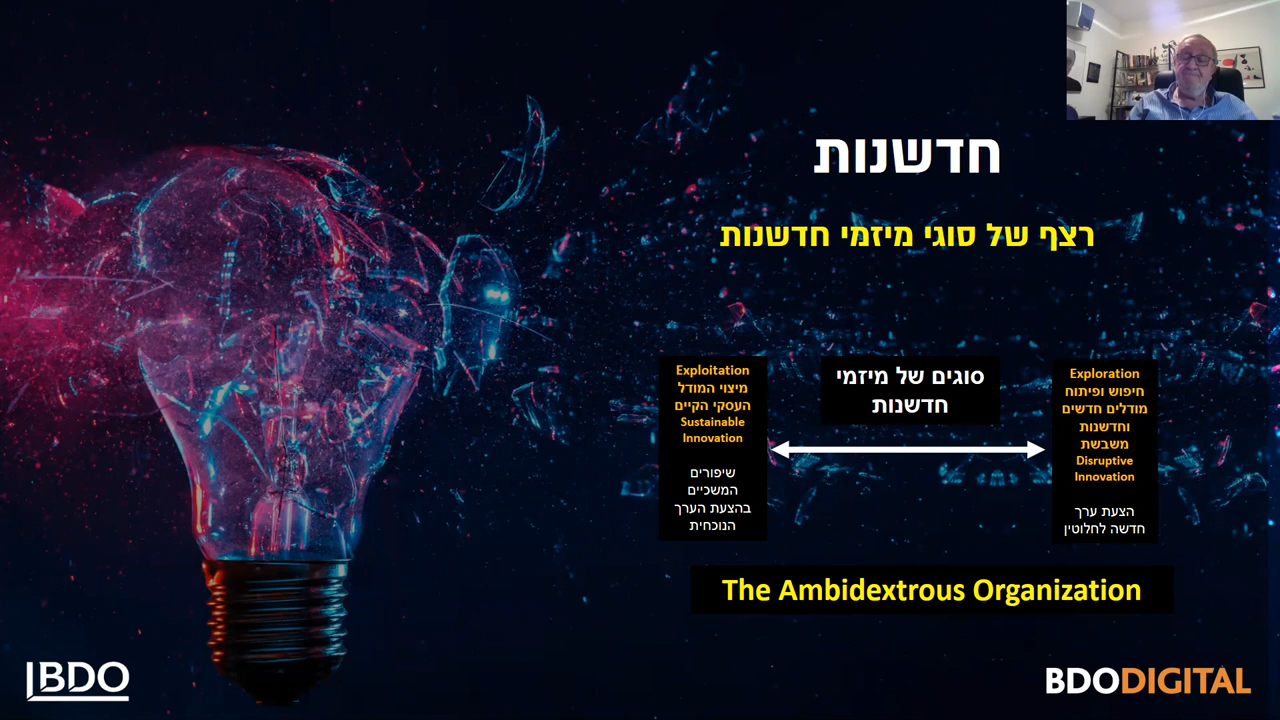 חדשנות
רצף של סוגי מיזמי חדשנות
Exploration
חיפוש ופיתוח
מודלים חדשים
וחדשנות
משבשת
Disruptive
Innovation
הצעת ערך
חדשה לחלוטין
סוגים של מיזמי
חדשנות
Exploitation
מיצוי המודל
העסקי הקיים
Sustainable
Innovation
שיפורים
המשכיים
בהצעת הערך
הנוכחית
The Ambidextrous Organization
BDO
BDODIGITAL